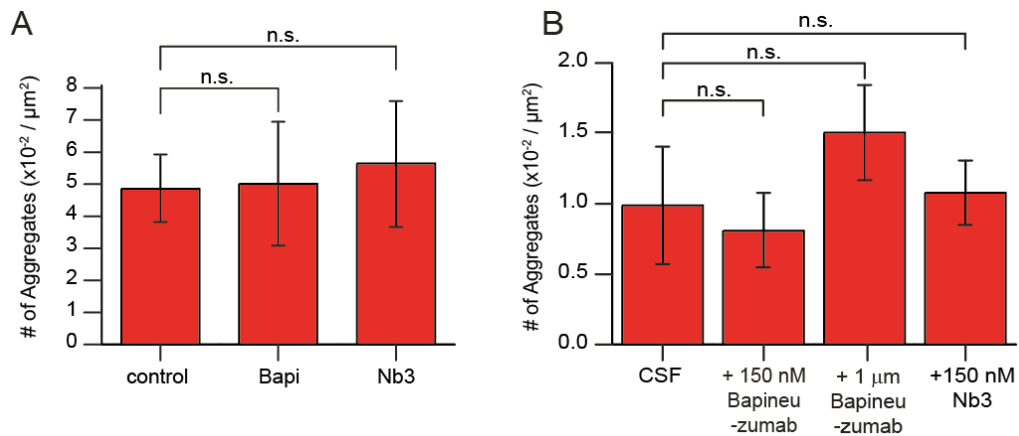 A
n.s.
n.s.
# of Aggregates (x10⁻² / µm²)
8
7
6
5
4
3
2
1
0
control Bapi Nb3
B
n.s.
n.s.
n.s.
# of Aggregates (x10⁻² / µm²)
2.0
1.5
1.0
0.5
0.0
CSF
+ 150 nM
Bapineu
-zumab
+ 1 µm
Bapineu
-zumab
+150 nM
Nb3